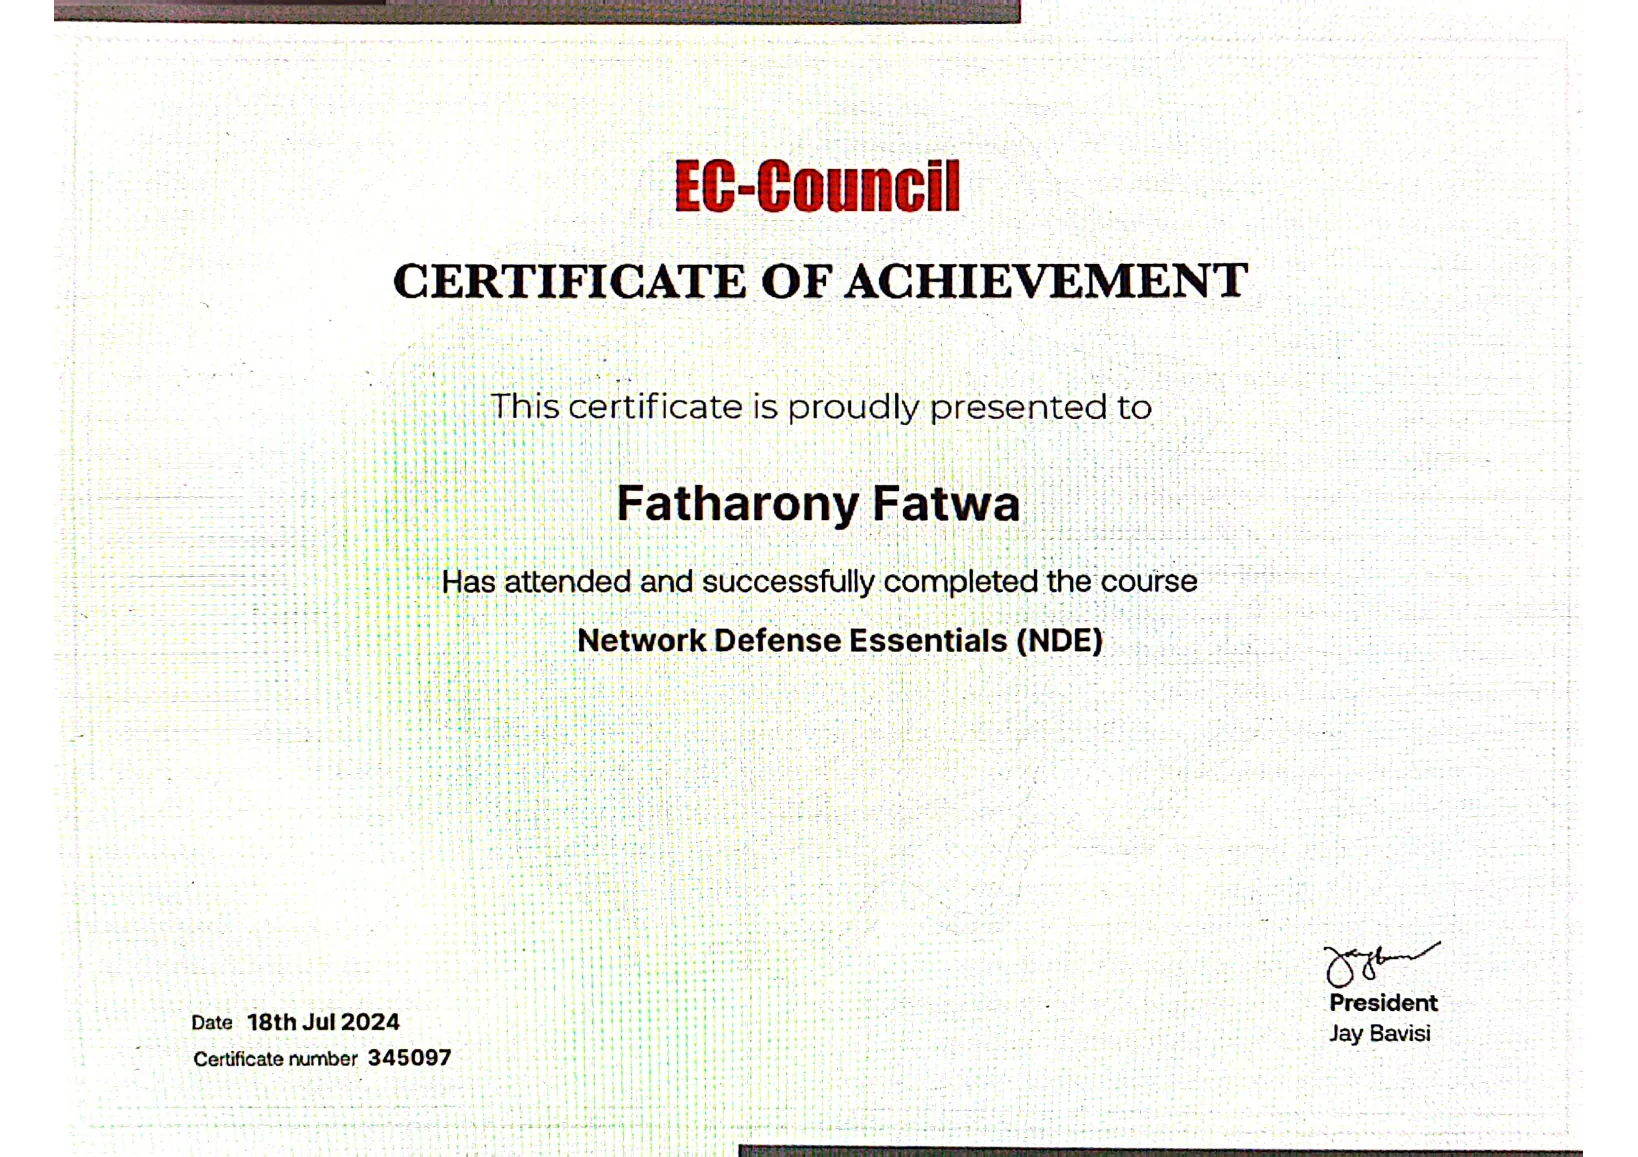 EC-Council
CERTIFICATE OF ACHIEVEMENT
This certificate is proudly presented to
Fatharony Fatwa
Has attended and successfully completed the course
Network Defense Essentials (NDE)
Date 18th Jul 2024
Certificate number 345097
President
Jay Bavisi